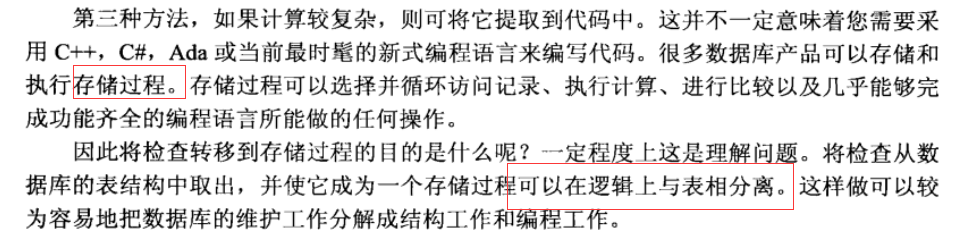 第三种方法，如果计算较复杂，则可将它提取到代码中。这并不一定意味着您需要采
用 C++，C#，Ada 或当前最时髦的新式编程语言来编写代码。很多数据库产品可以存储和
执行存储过程。存储过程可以选择并循环访问记录、执行计算、进行比较以及几乎能够完
成功能齐全的编程语言所能做的任何操作。
因此将检查转移到存储过程的目的是什么呢？一定程度上这是理解问题。将检查从数
据库的表结构中取出，并使它成为一个存储过程可以在逻辑上与表相分离。这样做可以较
为容易地把数据库的维护工作分解成结构工作和编程工作。